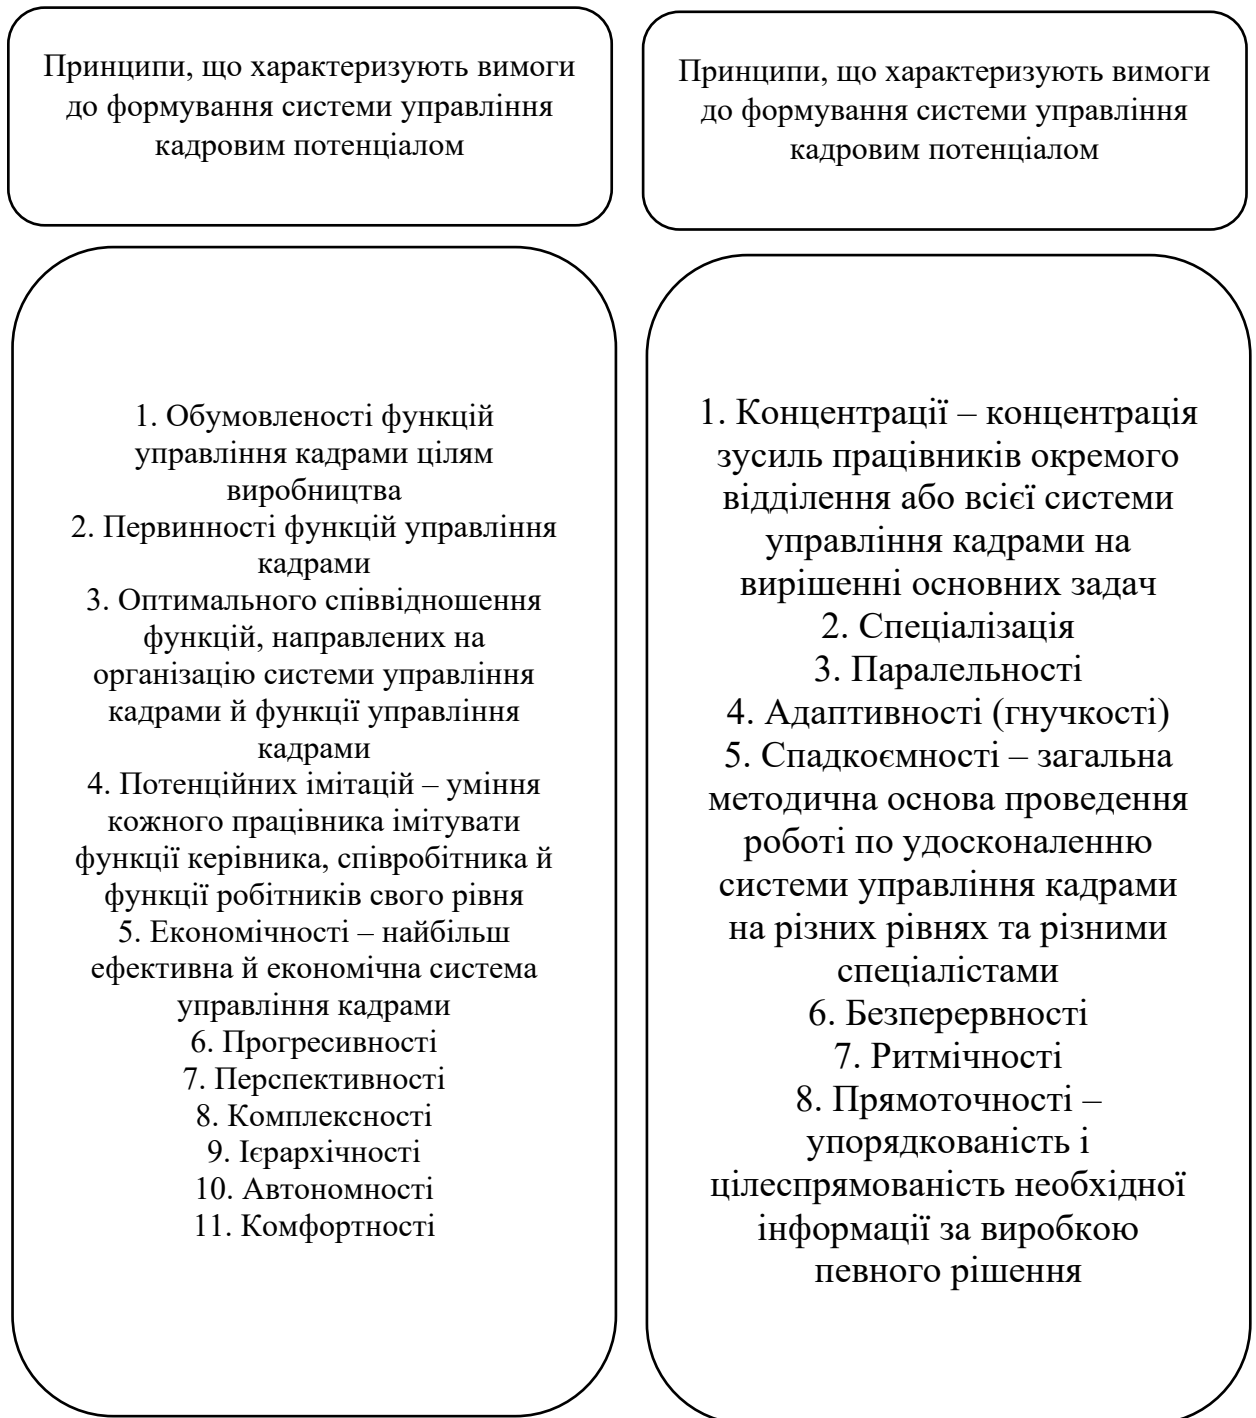 Принципи, що характеризують вимоги
до формування системи управління
кадровим потенціалом
Принципи, що характеризують вимоги
до формування системи управління
кадровим потенціалом
1. Обумовленості функцій
управління кадрами цілям
виробництва
2. Первинності функцій управління
кадрами
3. Оптимального співвідношення
функцій, направлених на
організацію системи управління
кадрами й функції управління
кадрами
4. Потенційних імітацій – уміння
кожного працівника імітувати
функції керівника, співробітника й
функції робітників свого рівня
5. Економічності – найбільш
ефективна й економічна система
управління кадрами
6. Прогресивності
7. Перспективності
8. Комплексності
9. Ієрархічності
10. Автономності
11. Комфортності
1. Концентрації – концентрація
зусиль працівників окремого
відділення або всієї системи
управління кадрами на
вирішенні основних задач
2. Спеціалізація
3. Паралельності
4. Адаптивності (гнучкості)
5. Спадкоємності – загальна
методична основа проведення
роботі по удосконаленню
системи управління кадрами
на різних рівнях та різними
спеціалістами
6. Безперервності
7. Ритмічності
8. Прямоточності –
упорядкованість і
цілеспрямованість необхідної
інформації за виробкою
певного рішення